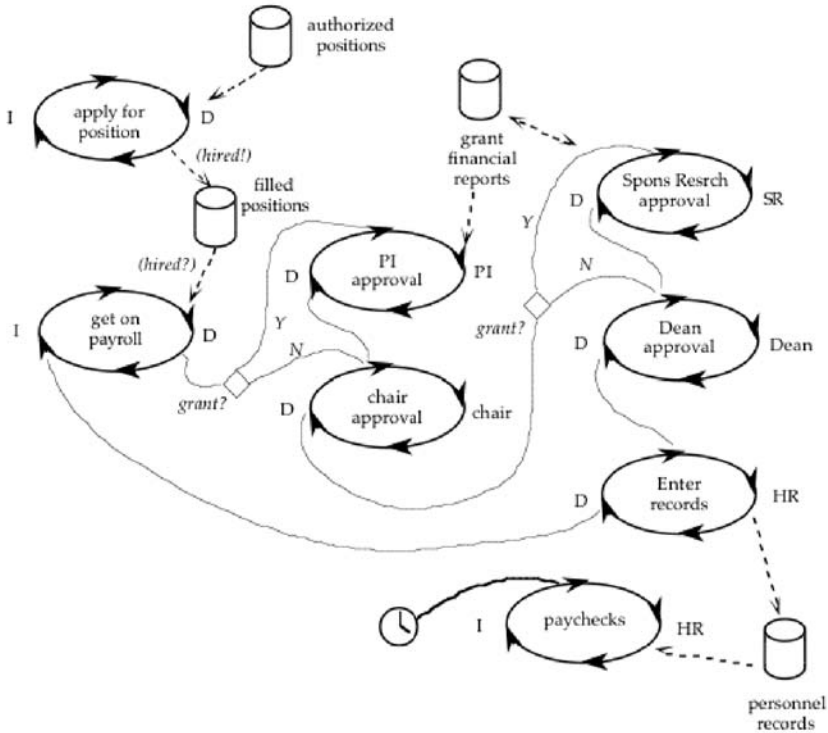 authorized
positions
I
apply for
position
D
(hired!)
filled
positions
(hired?)
I
get on
payroll
D
grant?
Y
N
D
PI
approval
PI
D
chair
approval
chair
grant
financial
reports
grant?
Y
N
D
Spons Resrch
approval
SR
D
Dean
approval
Dean
D
Enter
records
HR
I
paychecks
HR
personnel
records